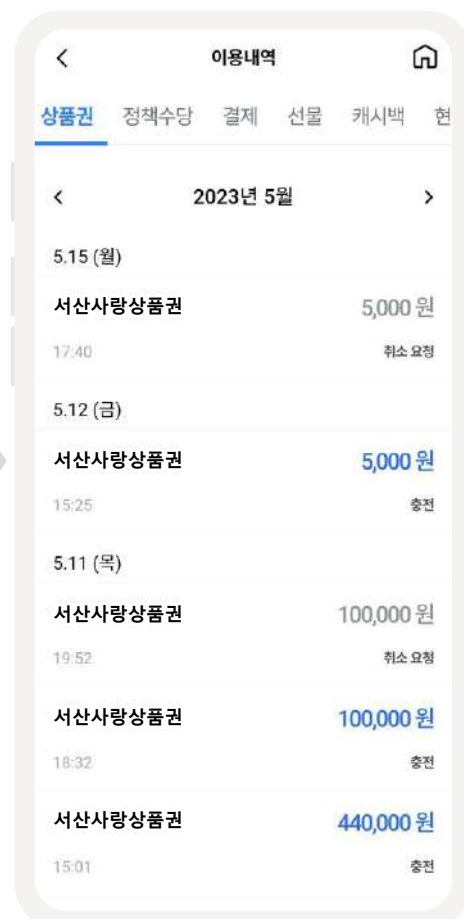 이용내역
상품권 정책수당 결제 선물 캐시백 현
2023년 5월
5.15 (월)
서산사랑상품권 5,000 원
17:40 취소 요청
5.12 (금)
서산사랑상품권 5,000 원
15:25 충전
5.11 (목)
서산사랑상품권 100,000 원
19:52 취소 요청
서산사랑상품권 100,000 원
18:32 충전
서산사랑상품권 440,000 원
15:01 충전